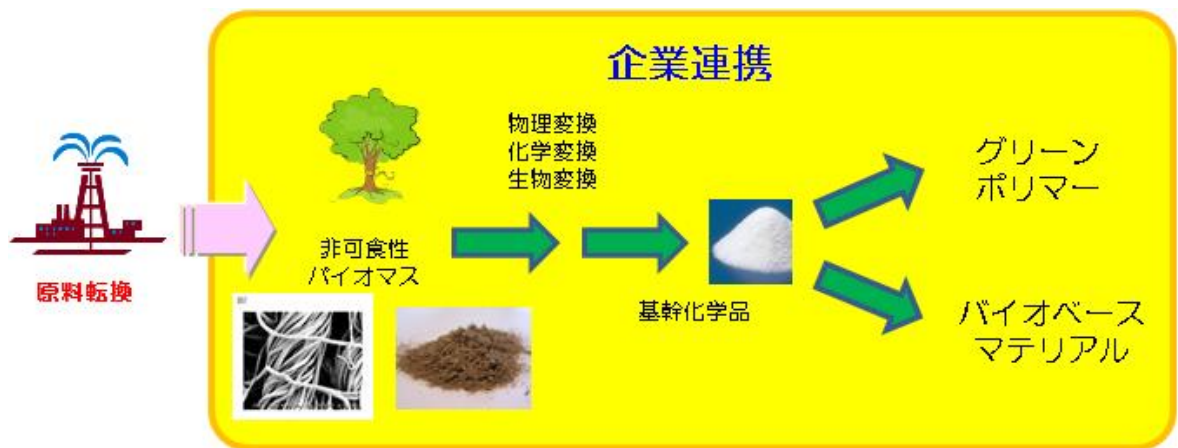 企業連携
物理変換
化学変換
生物変換
グリーン
ポリマー
非可食性
バイオマス
原料転換
基幹化学品
バイオベース
マテリアル